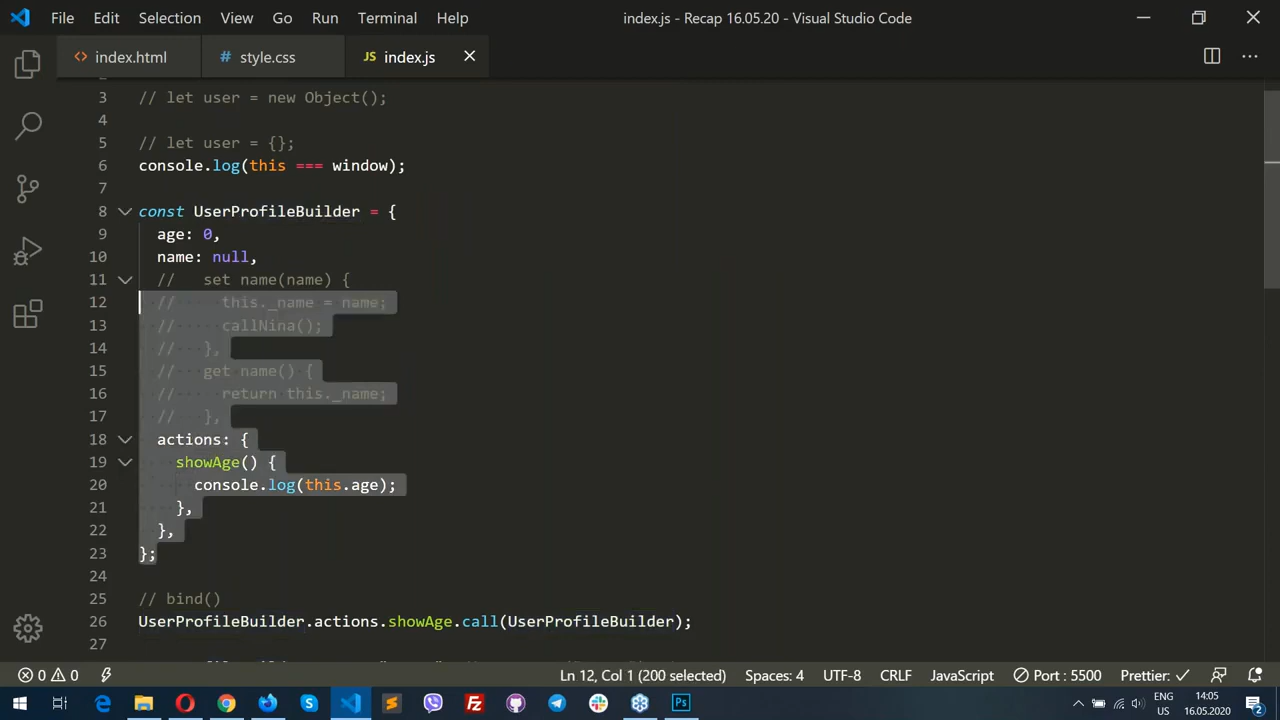 File Edit Selection View Go Run Terminal Help
index.js - Recap 16.05.20 - Visual Studio Code
index.html
# style.css
JS index.js
3 // let user = new Object();
4
5 // let user = {};
6 console.log(this === window);
7
8 const UserProfileBuilder = {
9 age: 0,
10 name: null,
11 // set name(name) {
12 // this._name = name;
13 // callNina();
14 // },
15 // get name() {
16 // return this._name;
17 // },
18 actions: {
19 showAge() {
20 console.log(this.age);
21 },
22 },
23 };
24
25 // bind()
26 UserProfileBuilder.actions.showAge.call(UserProfileBuilder);
27
0 0 Ln 12, Col 1 (200 selected) Spaces: 4 UTF-8 CRLF JavaScript Port : 5500 Prettier: ✓
ENG 14:05
US 16.05.2020 2